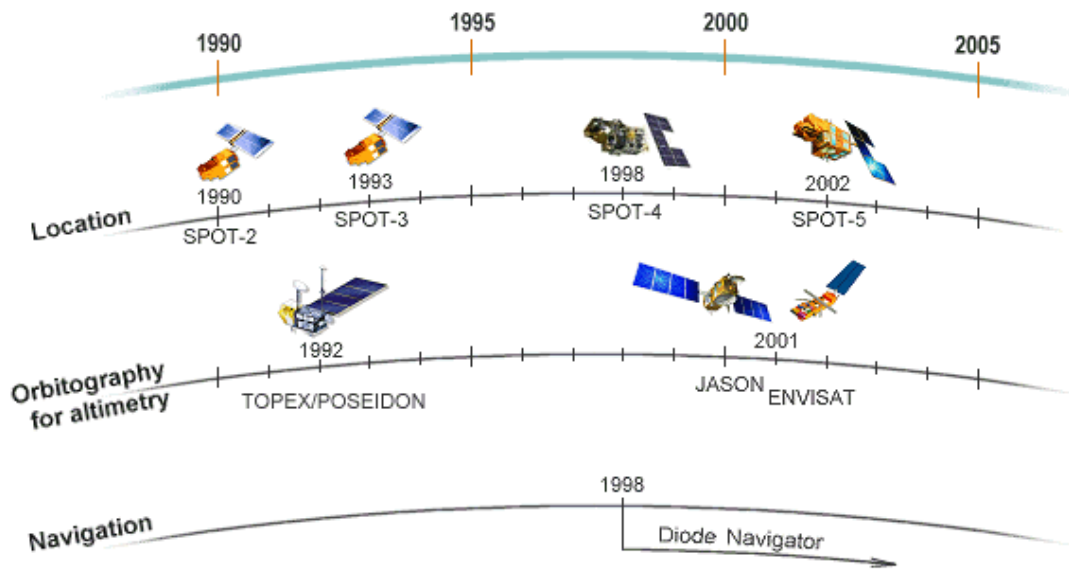 1990 1995 2000 2005
1990 1993 1998 2002
Location
SPOT-2 SPOT-3 SPOT-4 SPOT-5
1992 2001
Orbitography
for altimetry
TOPEX/POSEIDON JASON ENVISAT
1998
Navigation
Diode Navigator